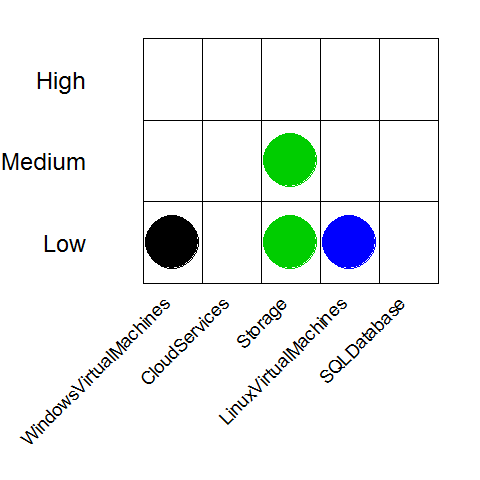 High
Medium
Low
WindowsVirtualMachines
CloudServices
Storage
LinuxVirtualMachines
SQLDatabase